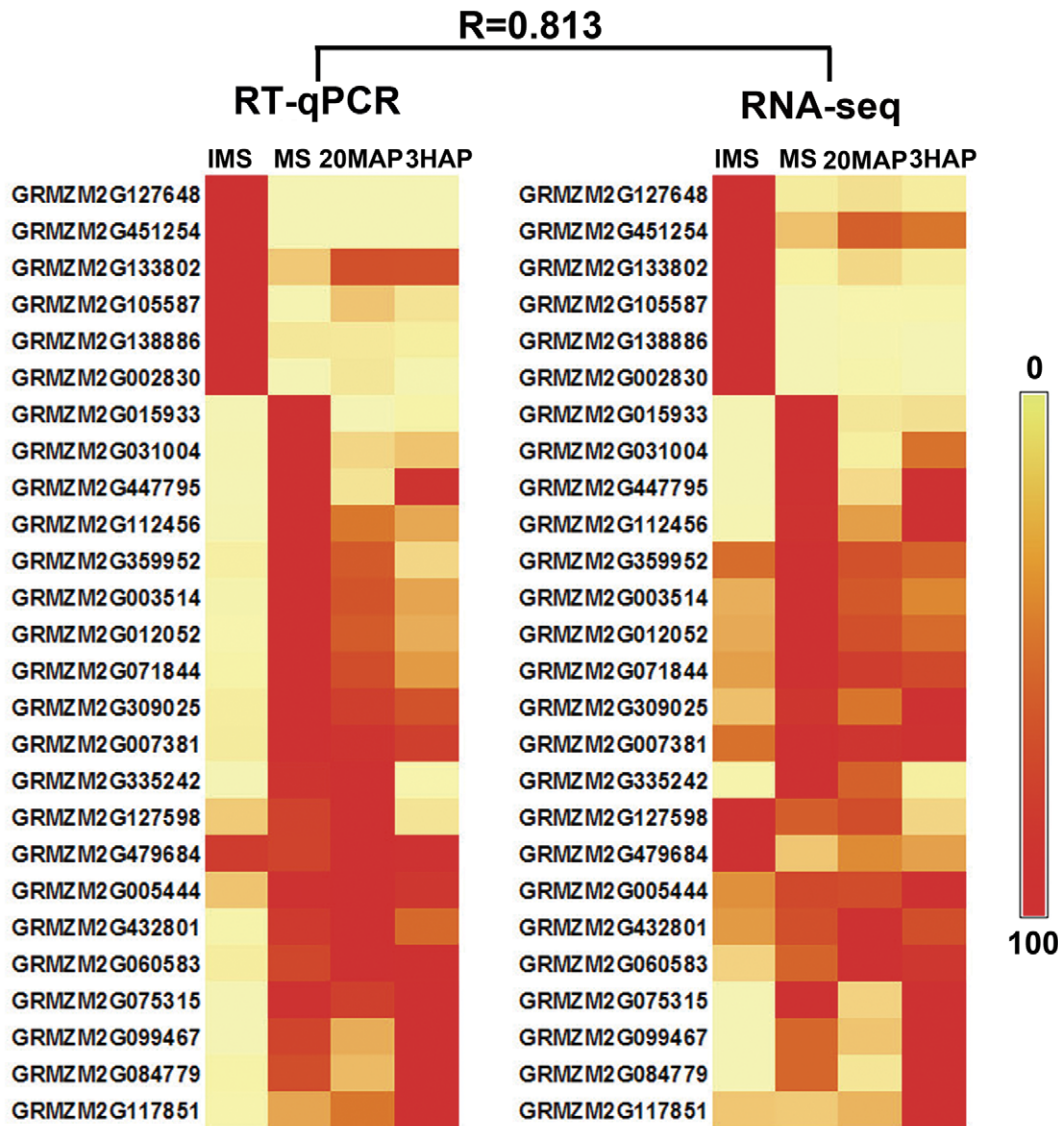 R=0.813
RT-qPCR RNA-seq
IMS MS 20MAP 3HAP IMS MS 20MAP 3HAP
GRMZM2G127648 GRMZM2G127648
GRMZM2G451254 GRMZM2G451254
GRMZM2G133802 GRMZM2G133802
GRMZM2G105587 GRMZM2G105587
GRMZM2G138886 GRMZM2G138886
GRMZM2G002830 GRMZM2G002830
0
GRMZM2G015933 GRMZM2G015933
GRMZM2G031004 GRMZM2G031004
GRMZM2G447795 GRMZM2G447795
GRMZM2G112456 GRMZM2G112456
GRMZM2G359952 GRMZM2G359952
GRMZM2G003514 GRMZM2G003514
GRMZM2G012052 GRMZM2G012052
GRMZM2G071844 GRMZM2G071844
GRMZM2G309025 GRMZM2G309025
GRMZM2G007381 GRMZM2G007381
GRMZM2G335242 GRMZM2G335242
GRMZM2G127598 GRMZM2G127598
GRMZM2G479684 GRMZM2G479684
GRMZM2G005444 GRMZM2G005444
GRMZM2G432801 GRMZM2G432801
100
GRMZM2G060583 GRMZM2G060583
GRMZM2G075315 GRMZM2G075315
GRMZM2G099467 GRMZM2G099467
GRMZM2G084779 GRMZM2G084779
GRMZM2G117851 GRMZM2G117851